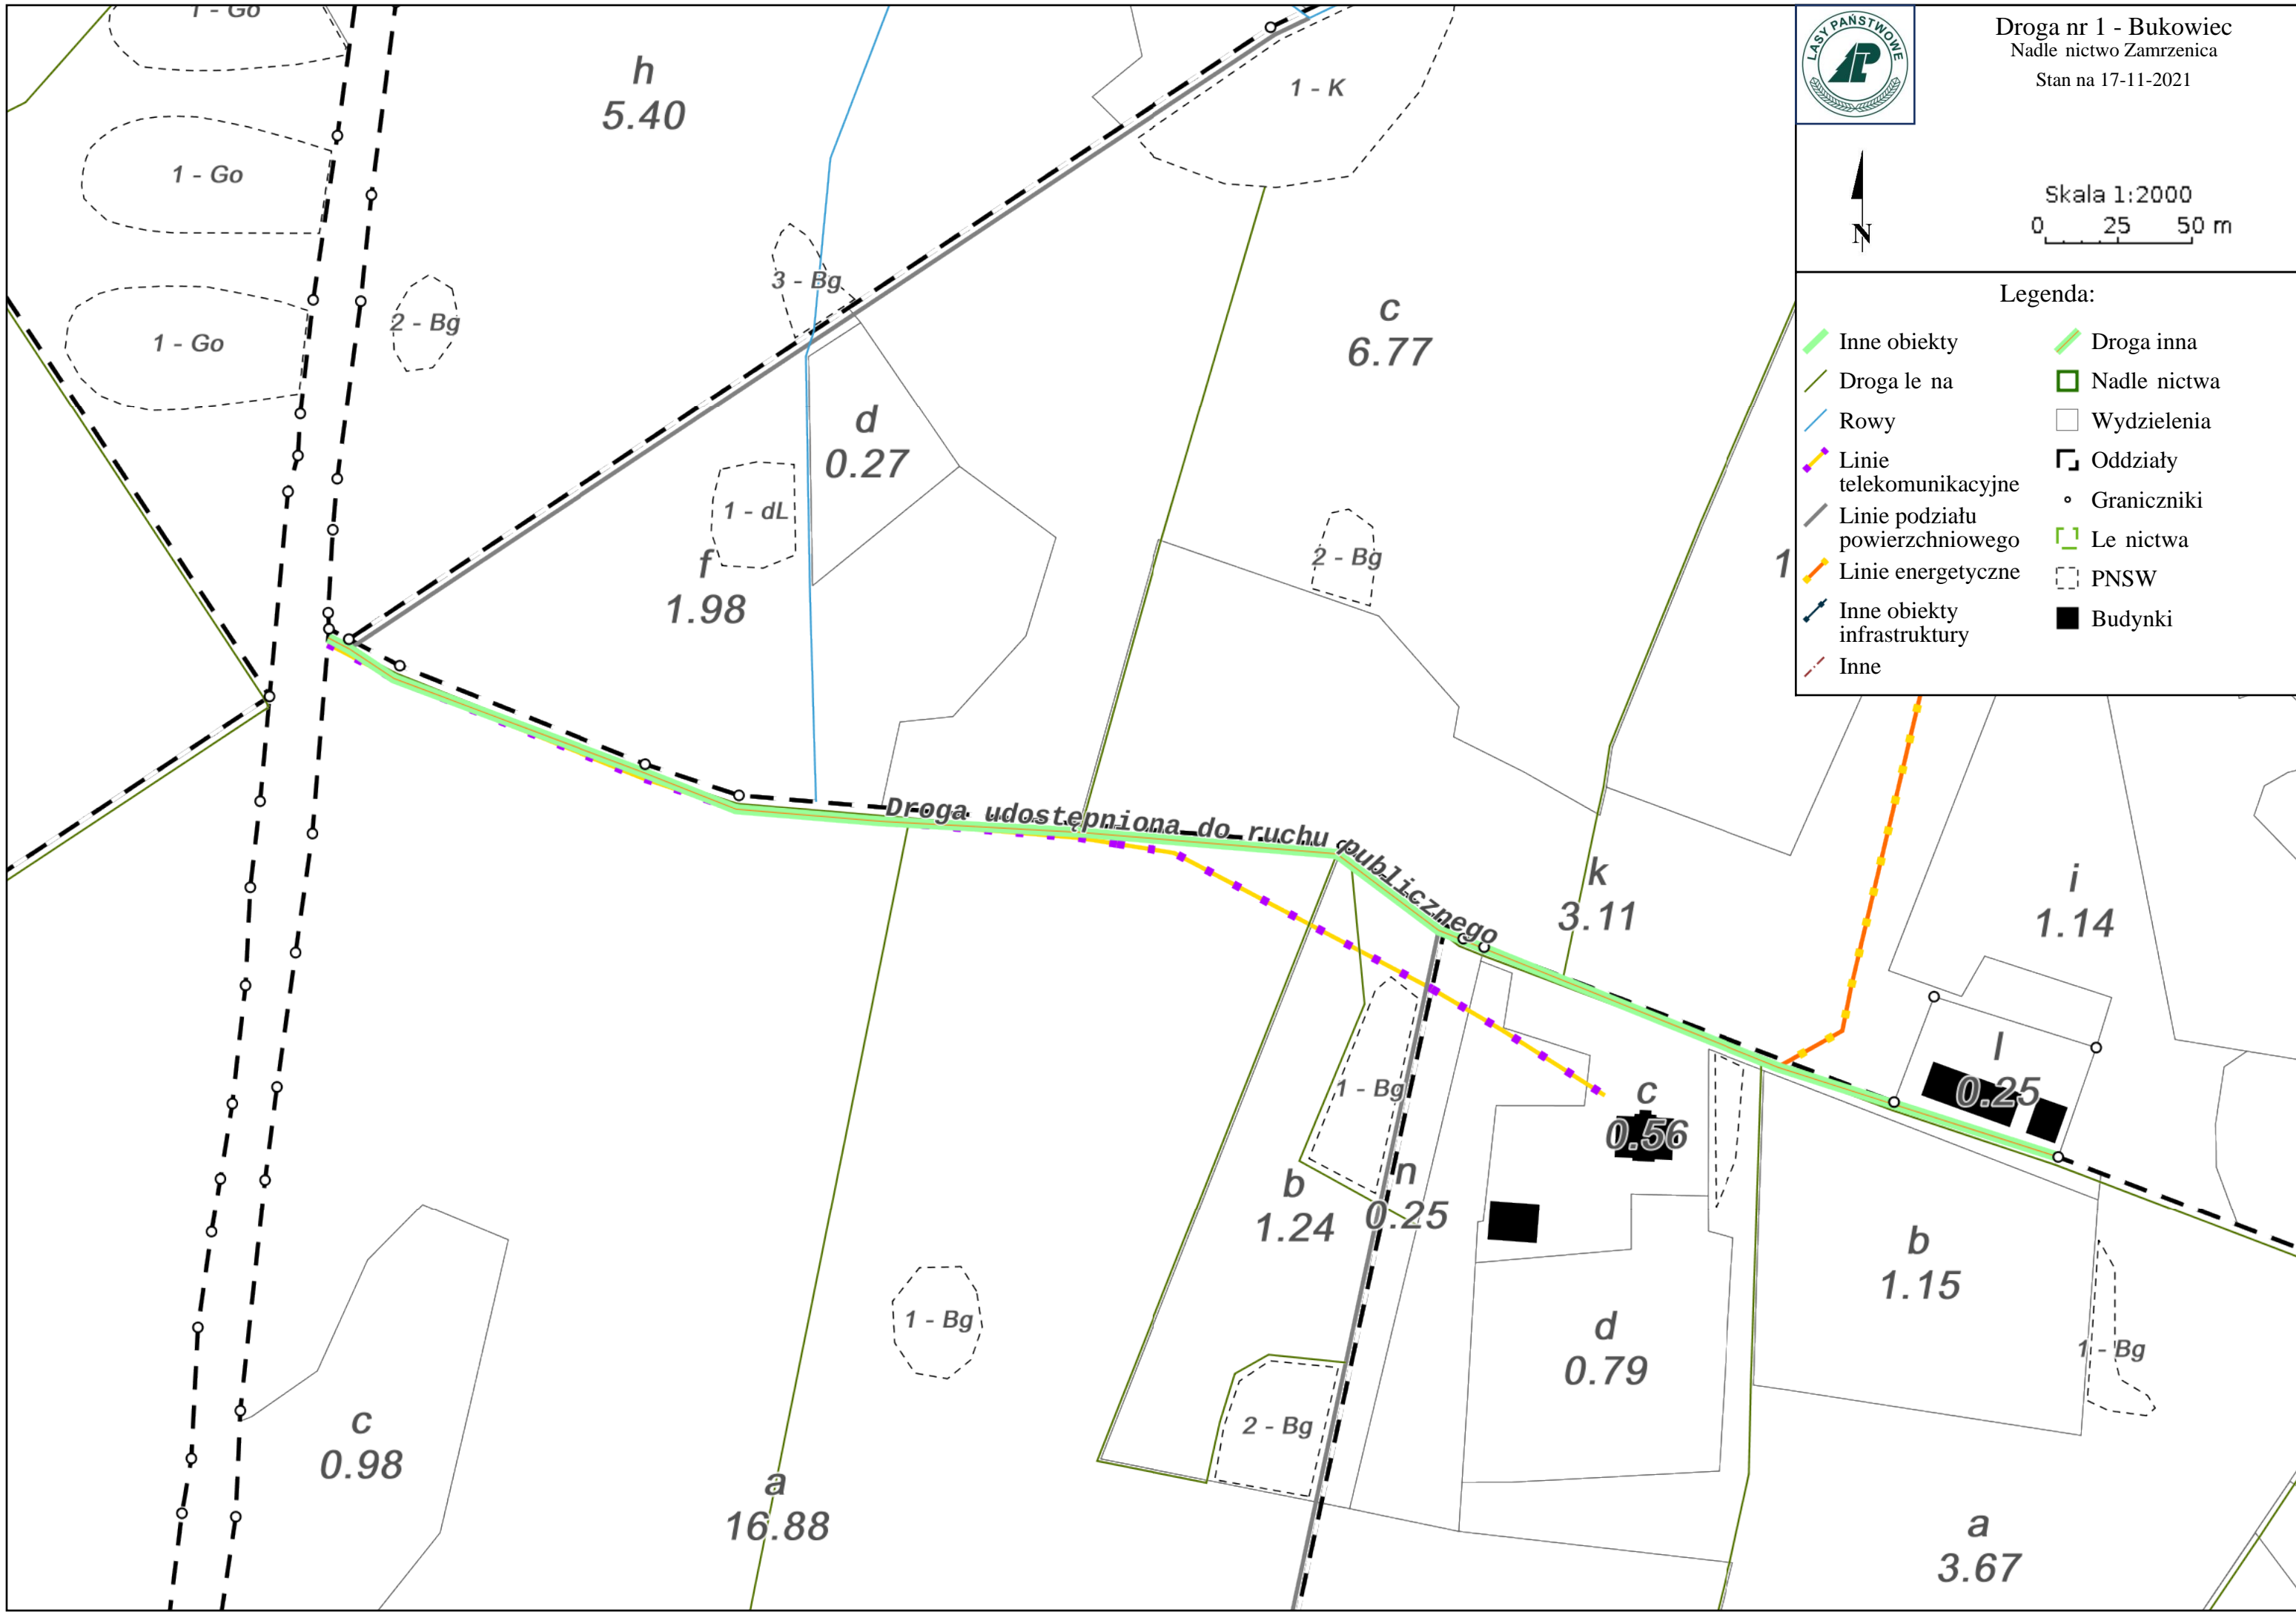 LASY PAŃSTWOWE
LP
Droga nr 1 - Bukowiec
Nadle nictwo Zamrzenica
Stan na 17-11-2021
N
Skala 1:2000
0 25 50 m
Legenda:
Inne obiekty
Droga le na
Rowy
Linie
telekomunikacyjne
Linie podziału
powierzchniowego
Linie energetyczne
Inne obiekty
infrastruktury
Inne
Droga inna
Nadle nictwa
Wydzielenia
Oddziały
Graniczniki
Le nictwa
PNSW
Budynki
1 - Go
h
5.40
1 - K
1 - Go
3 - Bg
2 - Bg
1 - Go
c
6.77
d
0.27
1 - dL
f
1.98
2 - Bg
1
Droga udostępniona do ruchu publicznego
k
3.11
i
1.14
l
0.25
1 - Bg
c
0.56
n
0.25
b
1.24
b
1.15
1 - Bg
d
0.79
1 - Bg
2 - Bg
c
0.98
a
16.88
a
3.67